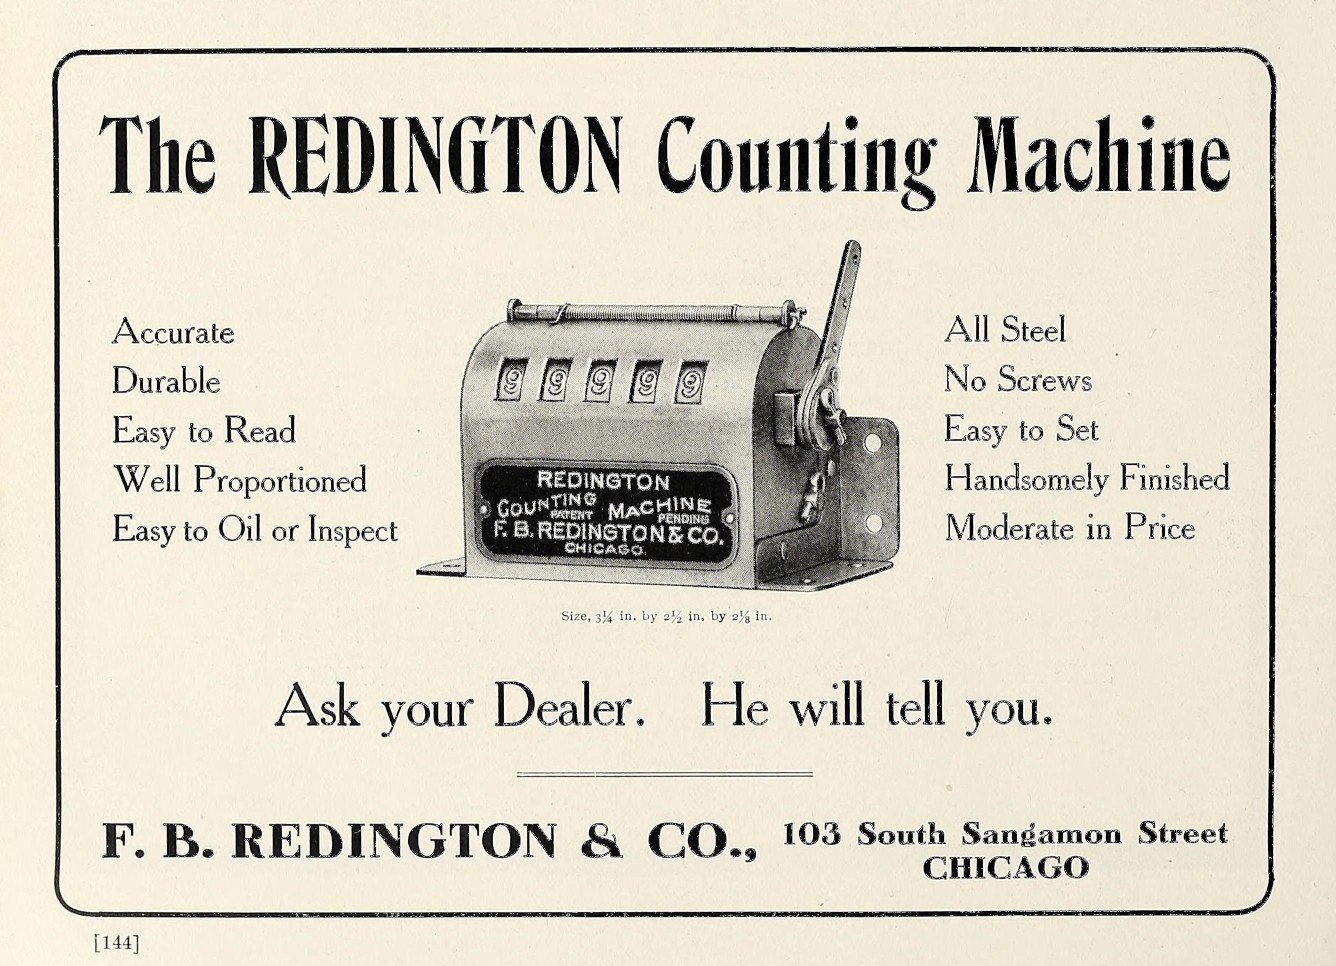 The REDINGTON Counting Machine
Accurate
Durable
Easy to Read
Well Proportioned
Easy to Oil or Inspect
9 9 9 9 9
REDINGTON
COUNTING MACHINE
PATENT PENDING
F. B. REDINGTON & CO.
CHICAGO.
All Steel
No Screws
Easy to Set
Handsomely Finished
Moderate in Price
Size, 3¼ in. by 2½ in. by 2⅛ in.
Ask your Dealer. He will tell you.
F. B. REDINGTON & CO., 103 South Sangamon Street
CHICAGO
[144]